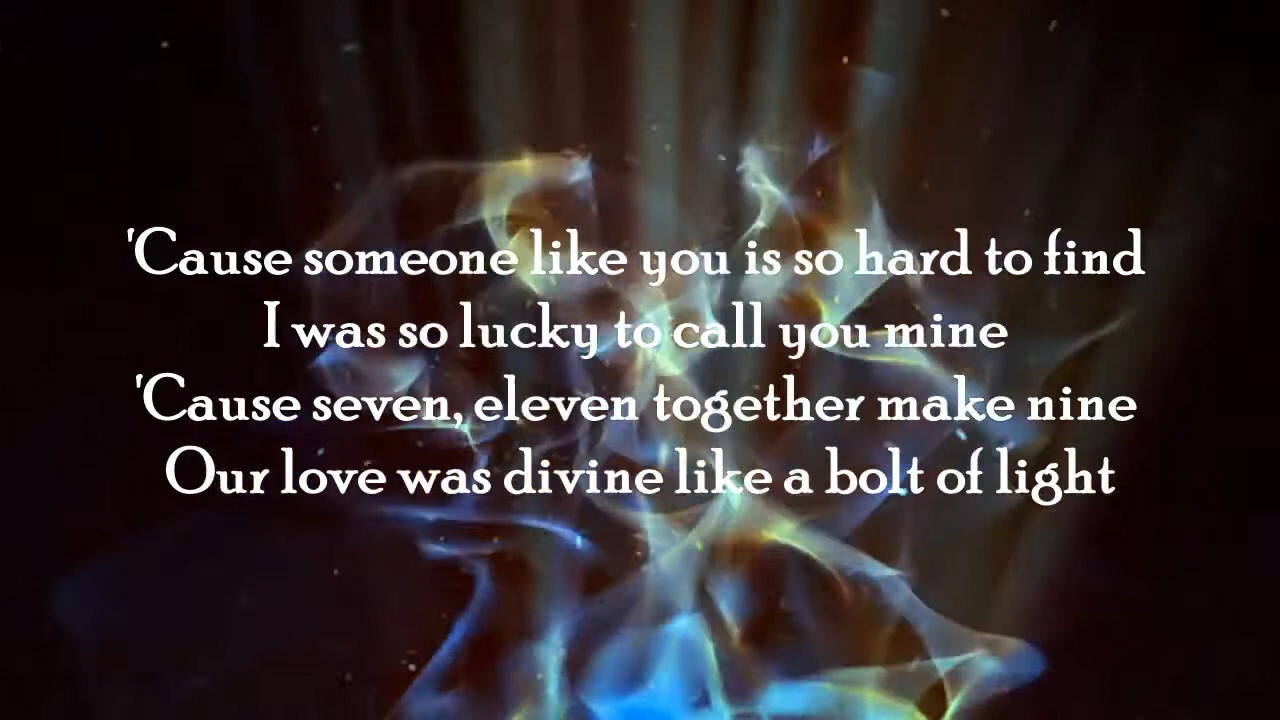 'Cause someone like you is so hard to find
I was so lucky to call you mine
'Cause seven, eleven together make nine
Our love was divine like a bolt of light